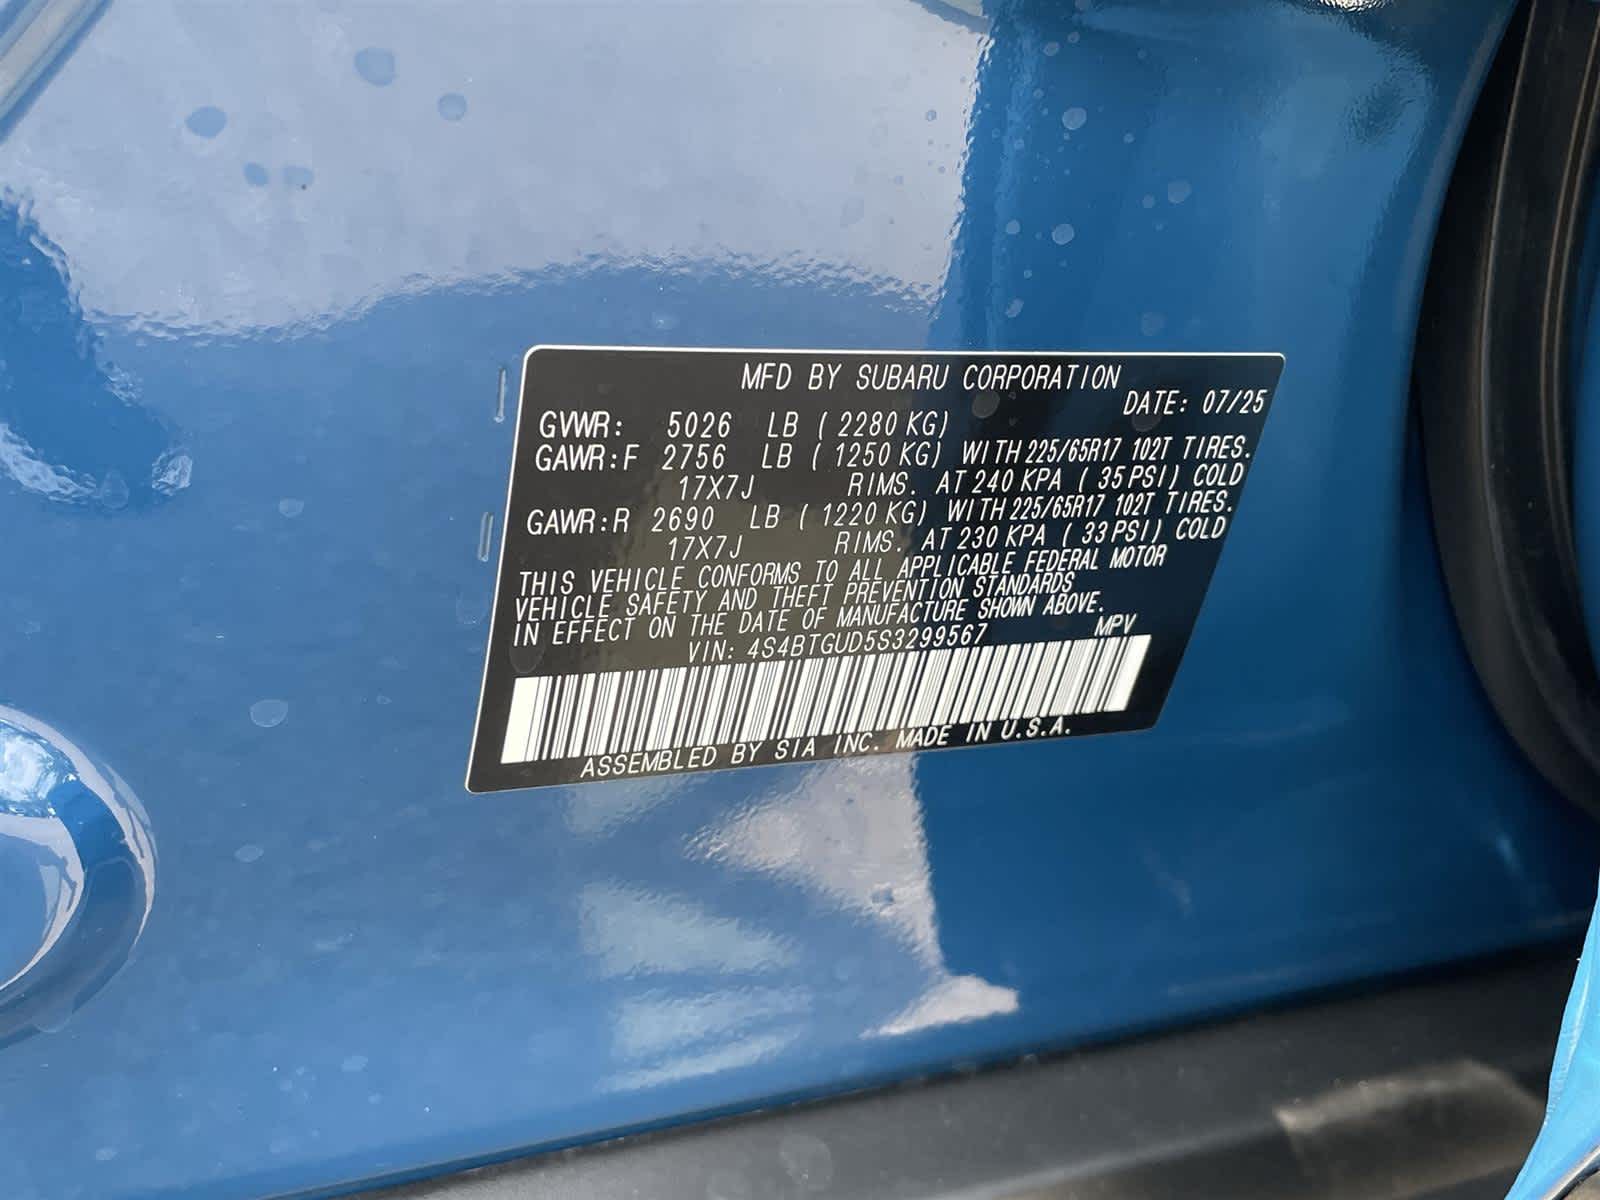 MFD BY SUBARU CORPORATION
DATE: 07/25
GVWR: 5026 LB ( 2280 KG)
GAWR:F 2756 LB ( 1250 KG) WITH 225/65R17 102T TIRES.
17X7J RIMS. AT 240 KPA ( 35 PSI) COLD
GAWR:R 2690 LB ( 1220 KG) WITH 225/65R17 102T TIRES.
17X7J RIMS. AT 230 KPA ( 33 PSI) COLD
THIS VEHICLE CONFORMS TO ALL APPLICABLE FEDERAL MOTOR
VEHICLE SAFETY AND THEFT PREVENTION STANDARDS
IN EFFECT ON THE DATE OF MANUFACTURE SHOWN ABOVE.
VIN: 4S4BTGUD5S3299567 MPV
ASSEMBLED BY SIA INC. MADE IN U.S.A.